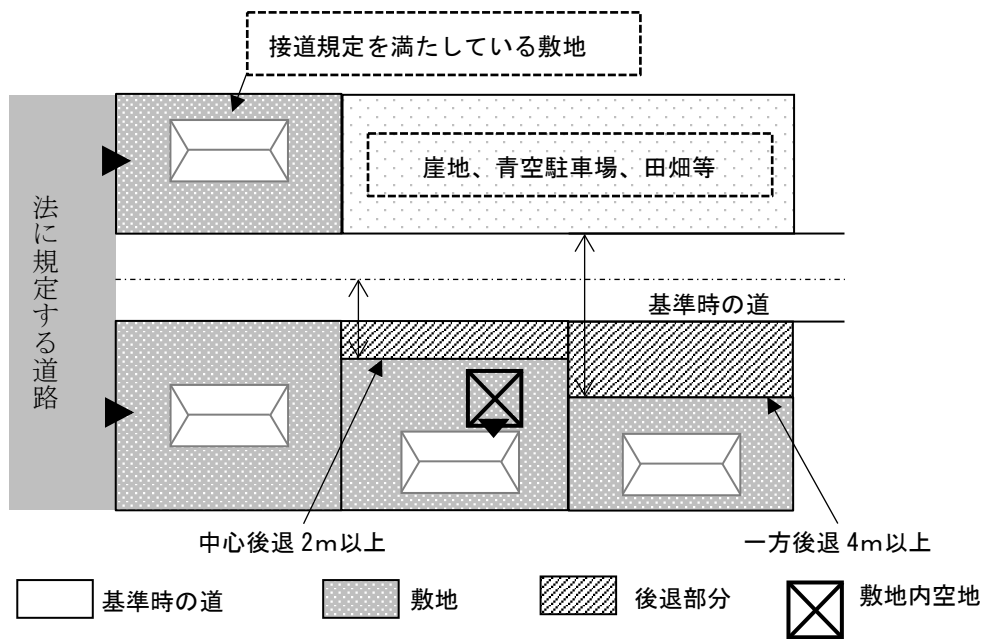 接道規定を満たしている敷地
崖地、青空駐車場、田畑等
法に規定する道路
基準時の道
中心後退2m以上
一方後退4m以上
基準時の道
敷地
後退部分
敷地内空地